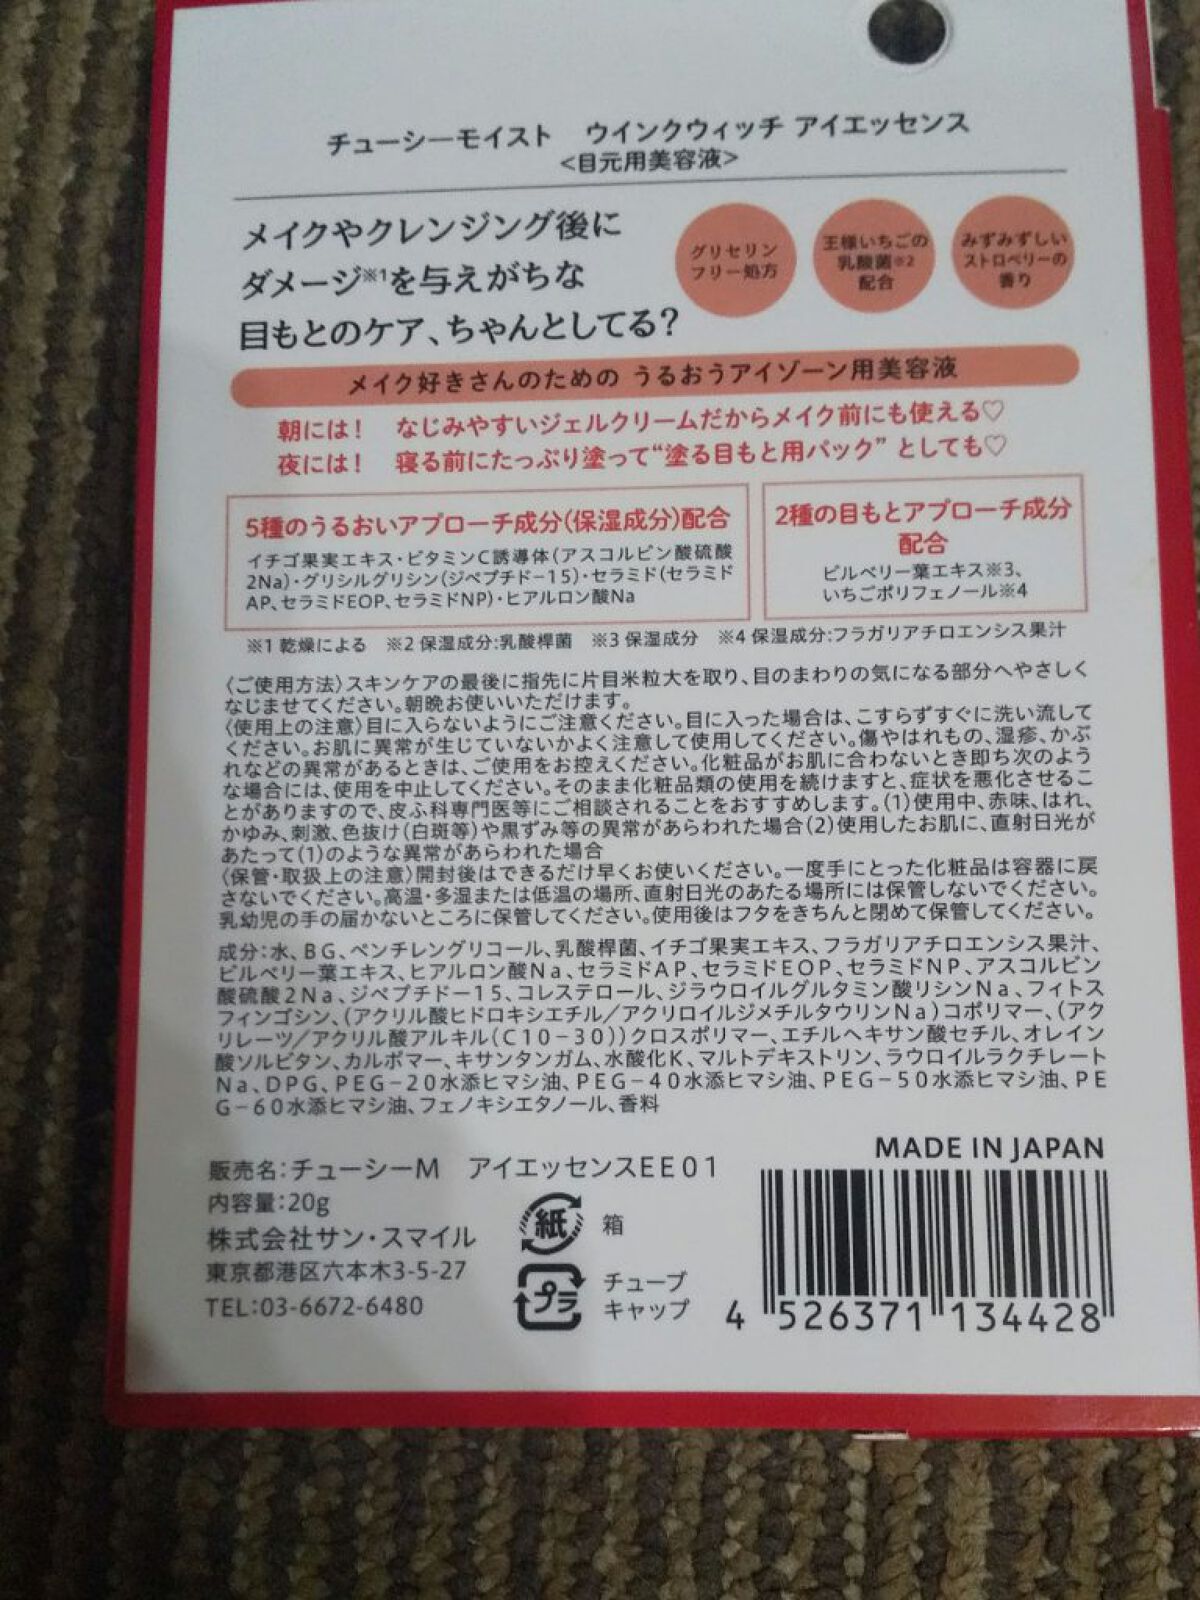 チューシーモイスト　ウインクウィッチ アイエッセンス
<目元用美容液>
メイクやクレンジング後に
ダメージ※1を与えがちな
目もとのケア、ちゃんとしてる？
グリセリン
フリー処方
王様いちごの
乳酸菌※2
配合
みずみずしい
ストロベリーの
香り
メイク好きさんのための うるおうアイゾーン用美容液
朝には！　なじみやすいジェルクリームだからメイク前にも使える♡
夜には！　寝る前にたっぷり塗って“塗る目もと用パック” としても♡
5種のうるおいアプローチ成分(保湿成分)配合
イチゴ果実エキス・ビタミンC誘導体(アスコルビン酸硫酸
2Na)・グリシルグリシン(ジペプチド-15)・セラミド(セラミド
AP、セラミドEOP、セラミドNP)・ヒアルロン酸Na
2種の目もとアプローチ成分
配合
ビルベリー葉エキス※3、
いちごポリフェノール※4
※1 乾燥による　※2 保湿成分:乳酸桿菌　※3 保湿成分　※4 保湿成分:フラガリアチロエンシス果汁
〈ご使用方法〉スキンケアの最後に指先に片目米粒大を取り、目のまわりの気になる部分へやさしく
なじませてください。朝晩お使いいただけます。
〈使用上の注意〉目に入らないようにご注意ください。目に入った場合は、こすらずすぐに洗い流して
ください。お肌に異常が生じていないかよく注意して使用してください。傷やはれもの、湿疹、かぶ
れなどの異常があるときは、ご使用をお控えください。化粧品がお肌に合わないとき即ち次のよう
な場合には、使用を中止してください。そのまま化粧品類の使用を続けますと、症状を悪化させるこ
とがありますので、皮ふ科専門医等にご相談されることをおすすめします。(1)使用中、赤味、はれ、
かゆみ、刺激、色抜け(白斑等)や黒ずみ等の異常があらわれた場合(2)使用したお肌に、直射日光が
あたって(1)のような異常があらわれた場合
〈保管・取扱上の注意〉開封後はできるだけ早くお使いください。一度手にとった化粧品は容器に戻
さないでください。高温・多湿または低温の場所、直射日光のあたる場所には保管しないでください。
乳幼児の手の届かないところに保管してください。使用後はフタをきちんと閉めて保管してください。
成分：水、BG、ペンチレングリコール、乳酸桿菌、イチゴ果実エキス、フラガリアチロエンシス果汁、
ビルベリー葉エキス、ヒアルロン酸Na、セラミドAP、セラミドEOP、セラミドNP、アスコルビン
酸硫酸2Na、ジペプチドー15、コレステロール、ジラウロイルグルタミン酸リシンNa、フィトス
フィンゴシン、(アクリル酸ヒドロキシエチル／アクリロイルジメチルタウリンNa)コポリマー、(アク
リレーツ／アクリル酸アルキル(C10－30))クロスポリマー、エチルヘキサン酸セチル、オレイン
酸ソルビタン、カルボマー、キサンタンガム、水酸化K、マルトデキストリン、ラウロイルラクチレート
Na、DPG、PEG－20水添ヒマシ油、PEG－40水添ヒマシ油、PEG－50水添ヒマシ油、PE
G－60水添ヒマシ油、フェノキシエタノール、香料
販売名：チューシーM　アイエッセンスEE01
内容量：20g
株式会社サン・スマイル
東京都港区六本木3-5-27
TEL：03-6672-6480
紙 箱
プラ チューブ
キャップ
MADE IN JAPAN
4 526371 134428